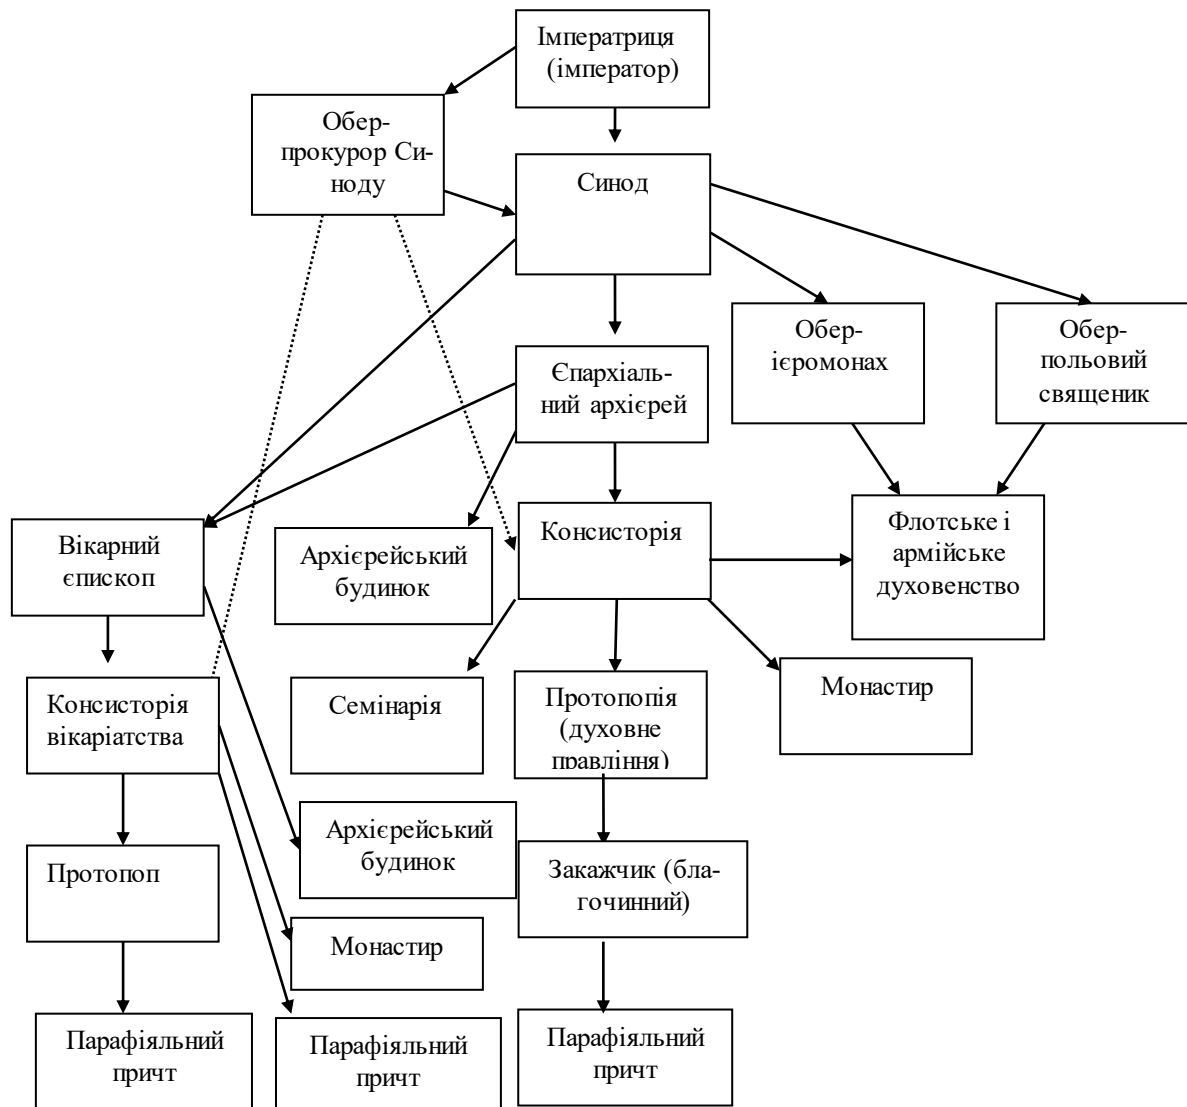 Імператриця
(імператор)
Обер-
прокурор Си-
ноду
Синод
Обер-
ієромонах
Обер-
польовий
священик
Єпархіаль-
ний архієрей
Вікарний
єпископ
Архієрейський
будинок
Консисторія
Флотське і
армійське
духовенство
Консисторія
вікаріатства
Семінарія
Протопопія
(духовне
правління)
Монастир
Протопоп
Архієрейський
будинок
Закажчик (бла-
гочинний)
Монастир
Парафіяльний
причт
Парафіяльний
причт
Парафіяльний
причт